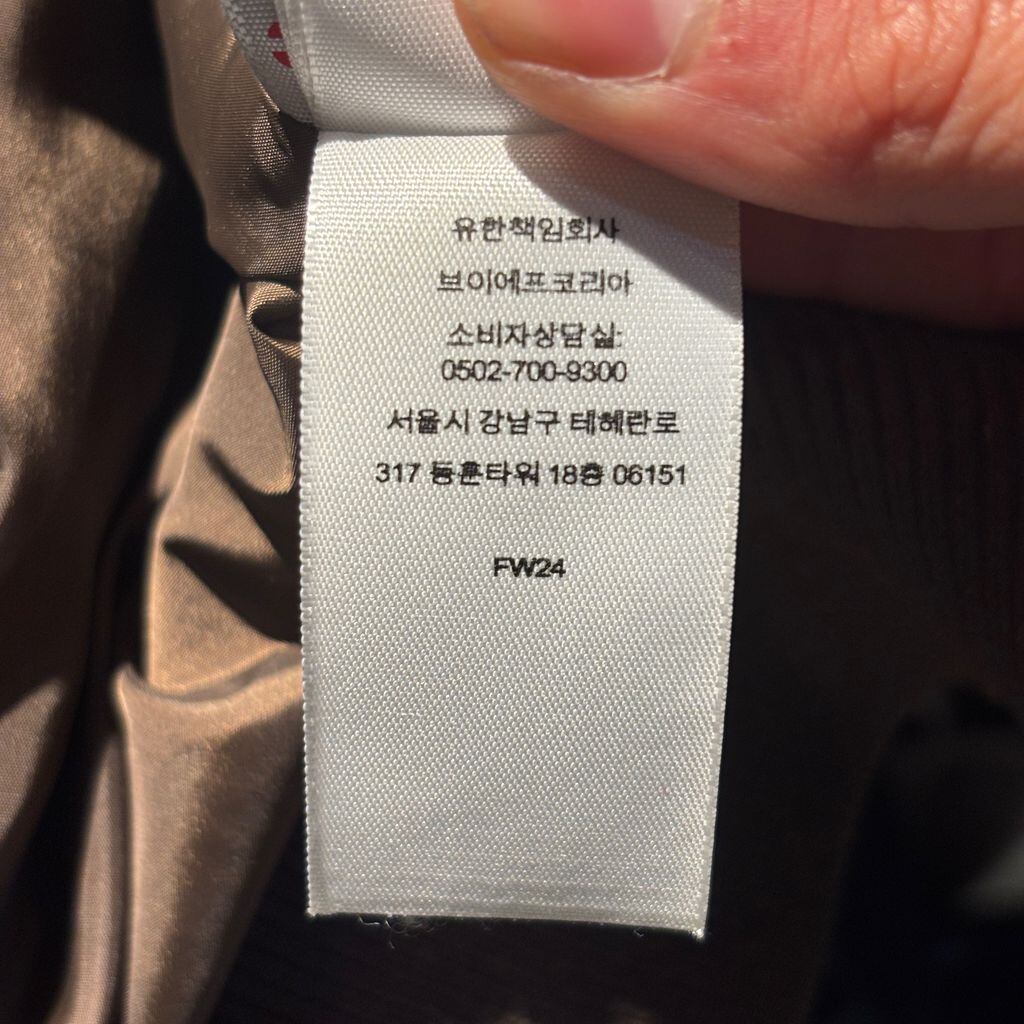 유한책임회사
브이에프코리아
소비자상담실:
0502-700-9300
서울시 강남구 테헤란로
317 동훈타워 18층 06151
FW24